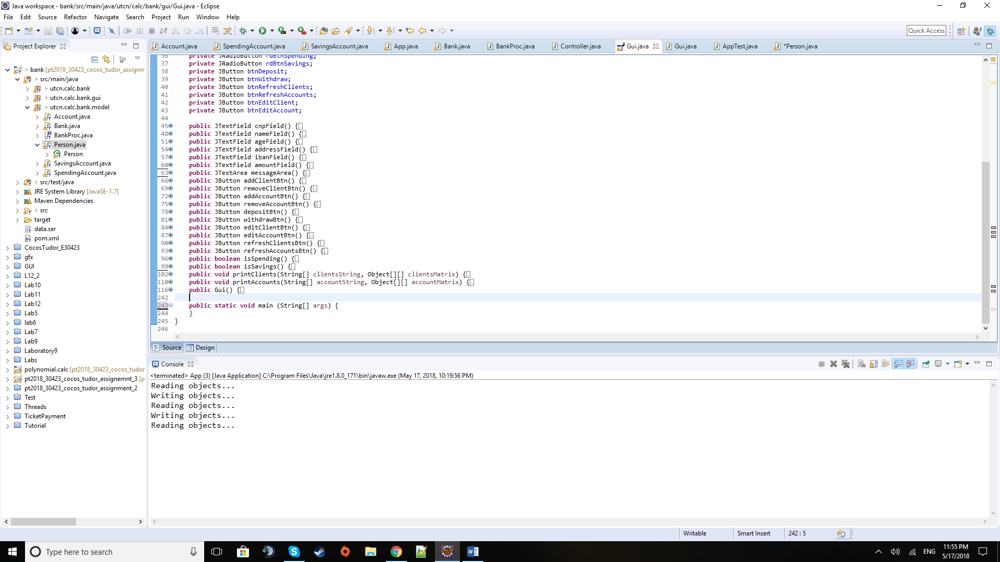 Java workspace - bank/src/main/java/utcn/calc/bank/gui/Gui.java - Eclipse
File Edit Source Refactor Navigate Search Project Run Window Help
Quick Access
Project Explorer
> bank [pt2018_30423_cocos_tudor_assignm
> src/main/java
> utcn.calc.bank
> utcn.calc.bank.gui
> utcn.calc.bank.model
Account.java
Bank.java
BankProc.java
Person.java
Person
SavingsAccount.java
SpendingAccount.java
> src/test/java
JRE System Library [JavaSE-1.7]
Maven Dependencies
> src
target
data.ser
pom.xml
CocosTudor_E30423
gfx
GUI
L12_2
Lab10
Lab11
Lab12
Lab5
lab6
Lab7
Lab9
Laboratory9
Labs
polynomial.calc [pt2018_30423_cocos_tudor
pt2018_30423_cocos_tudor_assignemnt_3 [p
pt2018_30423_cocos_tudor_assignment_2
Test
Threads
TicketPayment
Tutorial
Account.java SpendingAccount.java SavingsAccount.java App.java Bank.java BankProc.java Controller.java Gui.java Gui.java AppTest.java *Person.java
36 private JRadioButton rdBtnSpending;
37 private JRadioButton rdBtnSavings;
38 private JButton btnDeposit;
39 private JButton btnWithdraw;
40 private JButton btnRefreshClients;
41 private JButton btnRefreshAccounts;
42 private JButton btnEditClient;
43 private JButton btnEditAccount;
44
45 public JTextField cnpField() {
48 public JTextField nameField() {
51 public JTextField ageField() {
54 public JTextField addressField() {
57 public JTextField ibanField() {
60 public JTextField amountField() {
63 public JTextArea messageArea() {
66 public JButton addClientBtn() {
69 public JButton removeClientBtn() {
72 public JButton addAccountBtn() {
75 public JButton removeAccountBtn() {
78 public JButton depositBtn() {
81 public JButton withdrawBtn() {
84 public JButton editClientBtn() {
87 public JButton editAccountBtn() {
90 public JButton refreshClientsBtn() {
93 public JButton refreshAccountsBtn() {
96 public boolean isSpending() {
99 public boolean isSavings() {
102 public void printClients(String[] clientsString, Object[][] clientsMatrix) {
110 public void printAccounts(String[] accountString, Object[][] accountMatrix) {
116 public Gui() {
242
243 public static void main (String[] args) {
244 }
245 }
246
Source Design
Console
<terminated> App (3) [Java Application] C:\Program Files\Java\jre1.8.0_171\bin\javaw.exe (May 17, 2018, 10:19:56 PM)
Reading objects...
Writing objects...
Reading objects...
Writing objects...
Reading objects...
Writable Smart Insert 242 : 5
Type here to search
ENG
11:55 PM
5/17/2018